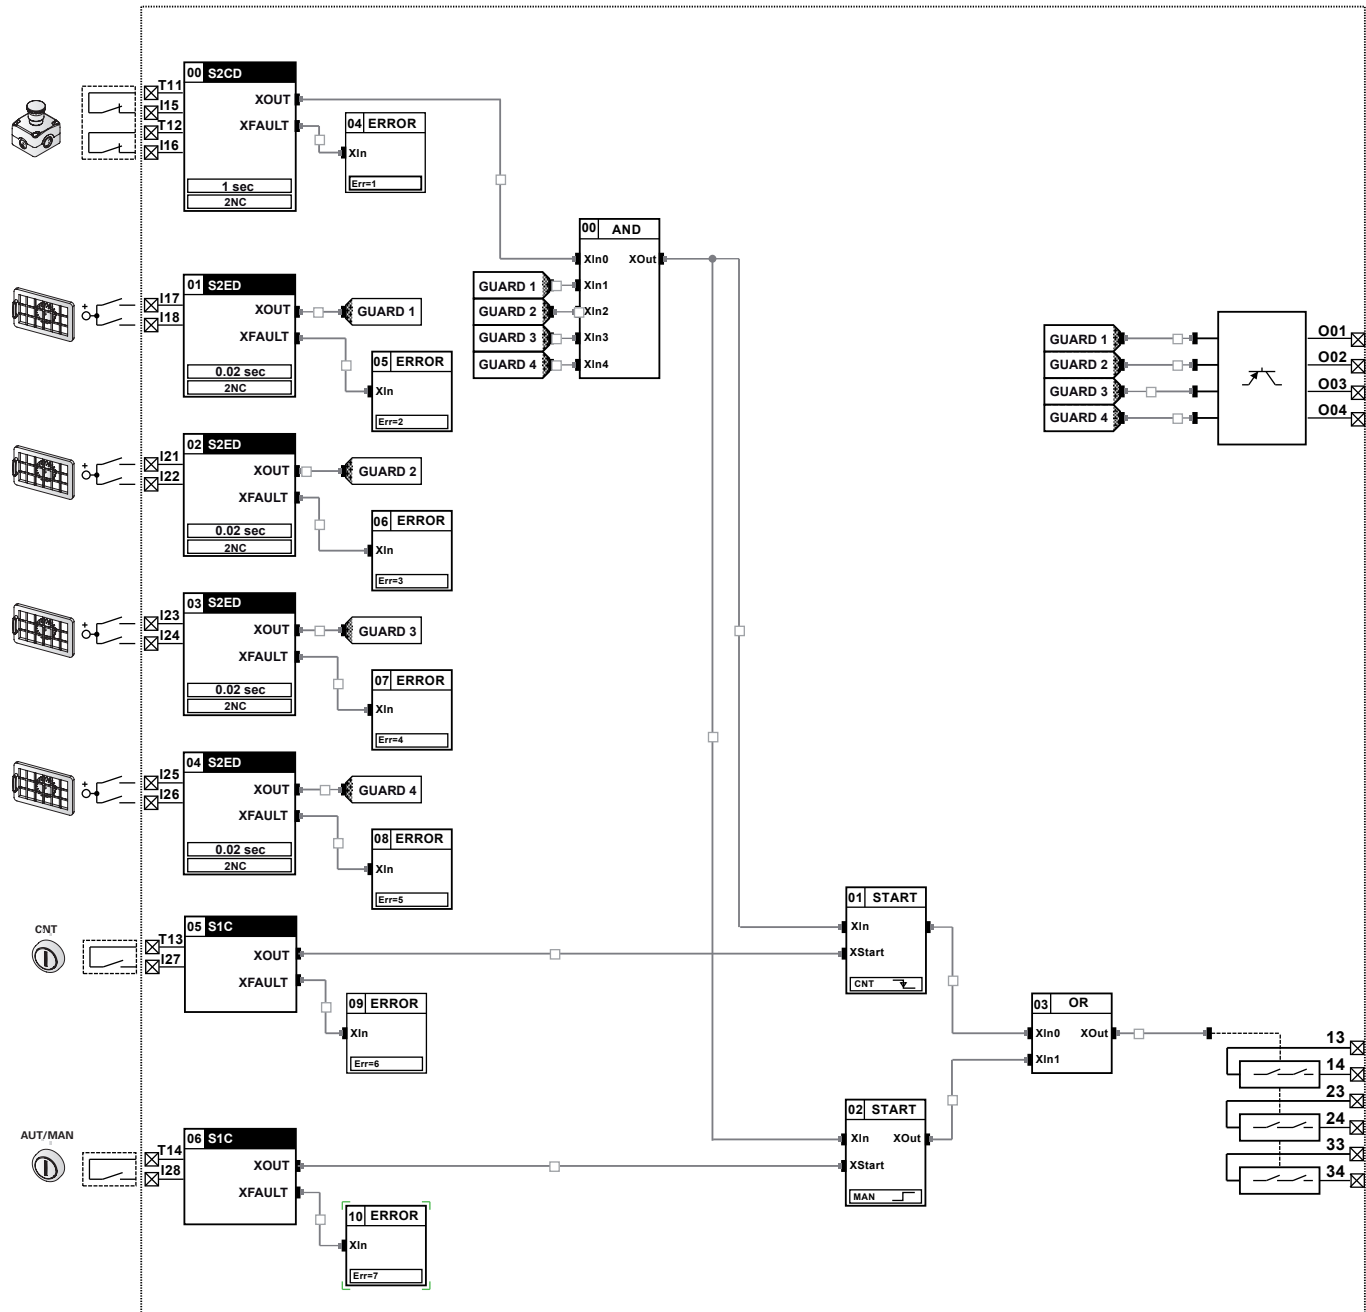 00 S2CD
T11
XOUT
I15
T12
XFAULT
I16
1 sec
2NC
04 ERROR
XIn
Err=1
00 AND
XIn0 XOut
GUARD 1 XIn1
GUARD 2 XIn2
GUARD 3 XIn3
GUARD 4 XIn4
01 S2ED
I17
XOUT
GUARD 1
I18
XFAULT
0.02 sec
2NC
05 ERROR
XIn
Err=2
GUARD 1
O01
GUARD 2
O02
GUARD 3
O03
GUARD 4
O04
02 S2ED
I21
XOUT
GUARD 2
I22
XFAULT
0.02 sec
2NC
06 ERROR
XIn
Err=3
03 S2ED
I23
XOUT
GUARD 3
I24
XFAULT
0.02 sec
2NC
07 ERROR
XIn
Err=4
04 S2ED
I25
XOUT
GUARD 4
I26
XFAULT
0.02 sec
2NC
08 ERROR
XIn
Err=5
CNT
05 S1C
T13
XOUT
I27
XFAULT
09 ERROR
XIn
Err=6
01 START
XIn
XStart
CNT
03 OR
XIn0 XOut
XIn1
13
14
23
24
33
34
AUT/MAN
06 S1C
T14
XOUT
I28
XFAULT
10 ERROR
XIn
Err=7
02 START
XIn XOut
XStart
MAN